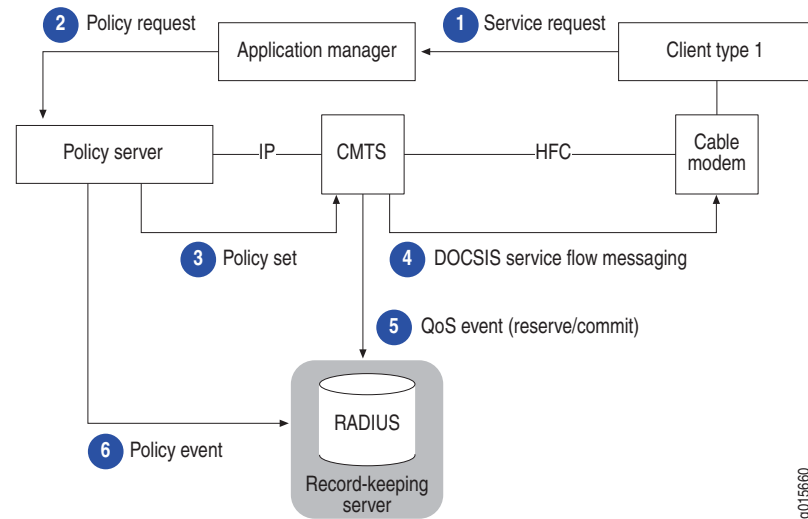 2 Policy request
1 Service request
Application manager
Client type 1
Policy server
IP
CMTS
HFC
Cable
modem
3 Policy set
4 DOCSIS service flow messaging
5 QoS event (reserve/commit)
RADIUS
6 Policy event
Record-keeping
server
g015660